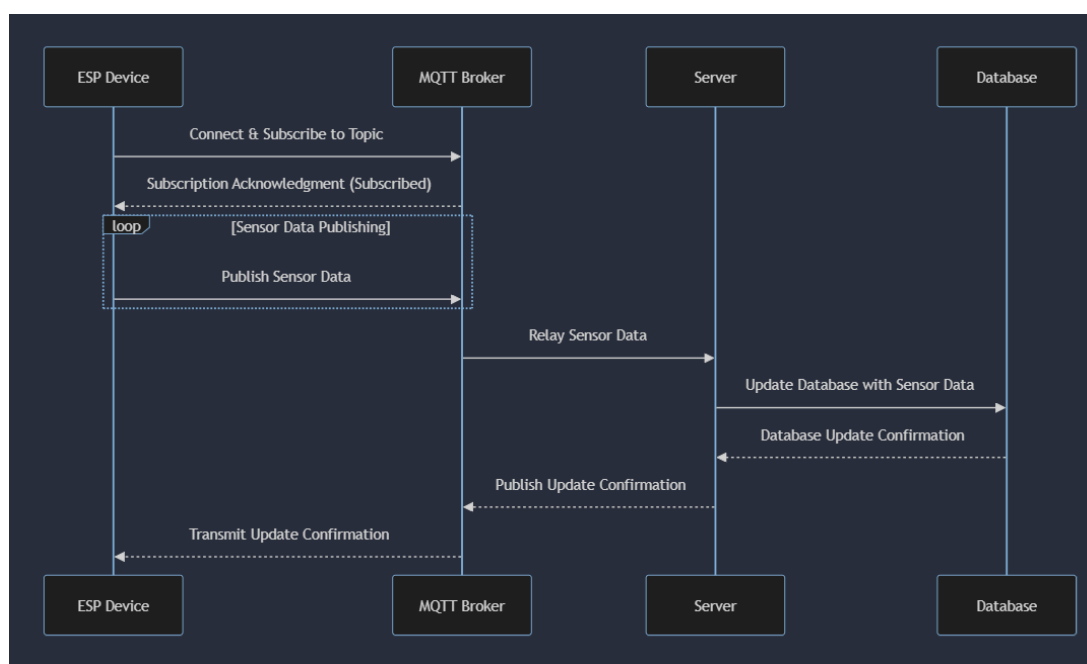 ESP Device
MQTT Broker
Server
Database
Connect & Subscribe to Topic
Subscription Acknowledgment (Subscribed)
loop
[Sensor Data Publishing]
Publish Sensor Data
Relay Sensor Data
Update Database with Sensor Data
Database Update Confirmation
Publish Update Confirmation
Transmit Update Confirmation
ESP Device
MQTT Broker
Server
Database